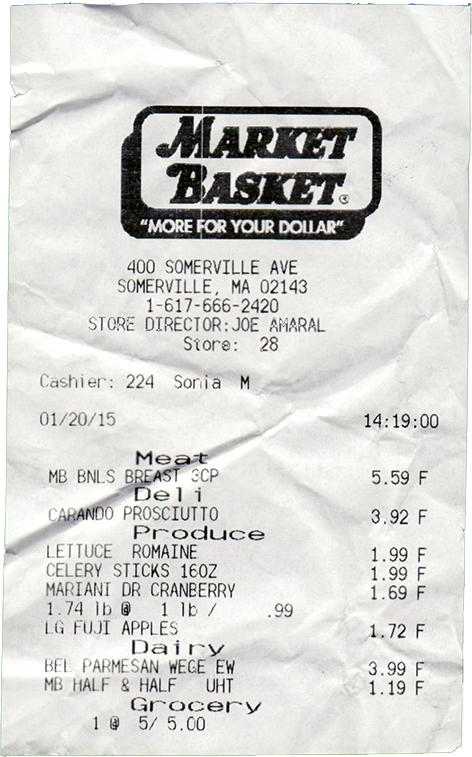 MARKET
BASKET®
"MORE FOR YOUR DOLLAR"
400 SOMERVILLE AVE
SOMERVILLE, MA 02143
1-617-666-2420
STORE DIRECTOR:JOE AMARAL
Store: 28
Cashier: 224 Sonia M
01/20/15 14:19:00
Meat
MB BNLS BREAST 3CP 5.59 F
Deli
CARANDO PROSCIUTTO 3.92 F
Produce
LETTUCE ROMAINE 1.99 F
CELERY STICKS 16OZ 1.99 F
MARIANI DR CRANBERRY 1.69 F
1.74 lb @ 1 lb / .99
LG FUJI APPLES 1.72 F
Dairy
BEL PARMESAN WEGE EW 3.99 F
MB HALF & HALF UHT 1.19 F
Grocery
1 @ 5/ 5.00